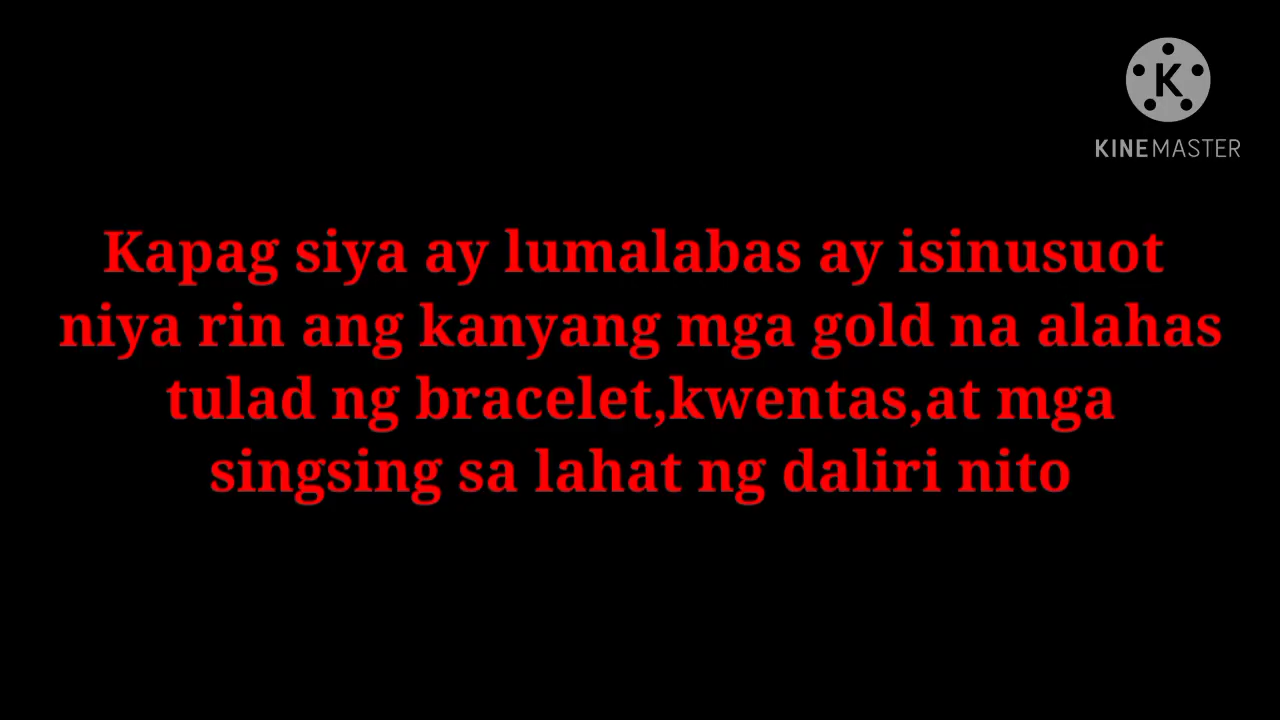 K
KINEMASTER
Kapag siya ay lumalabas ay isinusuot
niya rin ang kanyang mga gold na alahas
tulad ng bracelet,kwentas,at mga
singsing sa lahat ng daliri nito